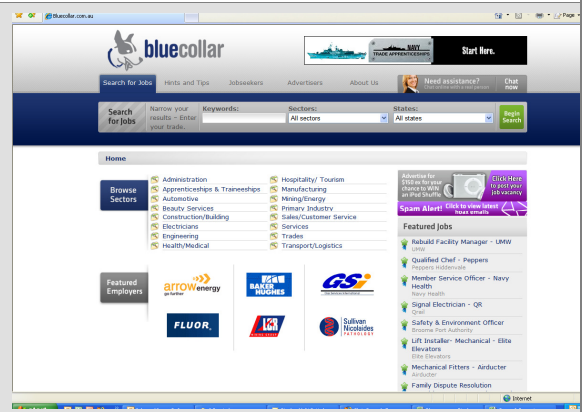 Bluecollar.com.au
Page
bluecollar
NAVY
TRADE APPRENTICESHIPS
Start Here.
Search for Jobs
Hints and Tips
Jobseekers
Advertisers
About Us
Need assistance?
Chat online with a real person
Chat now
Search for Jobs
Narrow your results – Enter your trade.
Keywords:
Sectors:
All sectors
States:
All states
Begin Search
Home
Browse Sectors
Administration
Apprenticeships & Traineeships
Automotive
Beauty Services
Construction/Building
Electricians
Engineering
Health/Medical
Hospitality/ Tourism
Manufacturing
Mining/Energy
Primary Industry
Sales/Customer Service
Services
Trades
Transport/Logistics
Advertise for
$150 ex for your
chance to WIN
an iPod Shuffle
Click Here
to post your
job vacancy
Spam Alert!
Click to view latest
hoax emails
Featured Jobs
Rebuild Facility Manager - UMW
UMW
Qualified Chef - Peppers
Peppers Hiddenvale
Member Service Officer - Navy
Health
Navy Health
Signal Electrician - QR
Qrail
Safety & Environment Officer
Broome Port Authority
Lift Installer- Mechanical - Elite
Elevators
Elite Elevators
Mechanical Fitters - Airducter
Airducter
Family Dispute Resolution
Featured Employers
arrowenergy
go further
BAKER
HUGHES
GSi
FLUOR
LCR
Sullivan
Nicolaides
PATHOLOGY
Internet